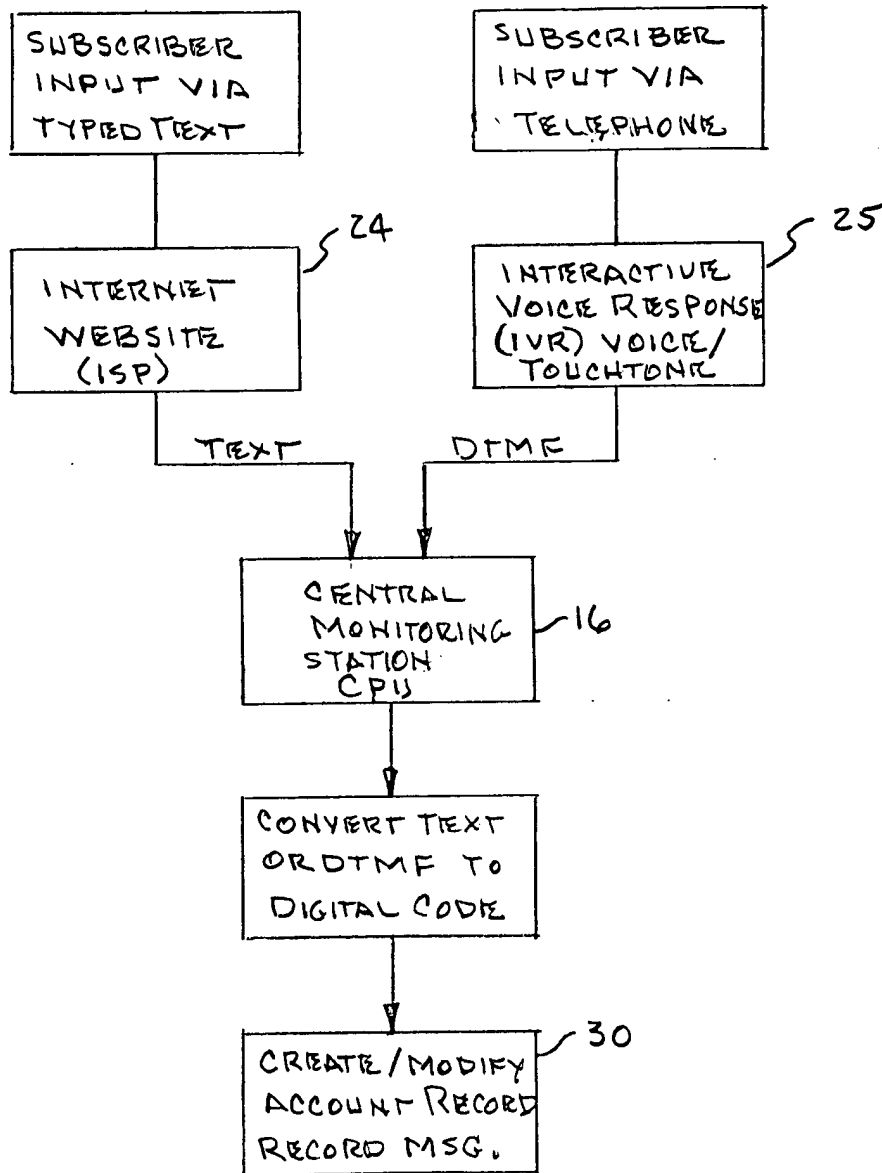 SUBSCRIBER
INPUT VIA
TYPED TEXT
SUBSCRIBER
INPUT VIA
TELEPHONE
24
INTERNET
WEBSITE
(ISP)
25
INTERACTIVE
VOICE RESPONSE
(IVR) VOICE/
TOUCHTONE
TEXT
DTMF
CENTRAL
MONITORING
STATION
CPU
16
CONVERT TEXT
OR DTMF TO
DIGITAL CODE
30
CREATE/MODIFY
ACCOUNT RECORD
RECORD MSG.